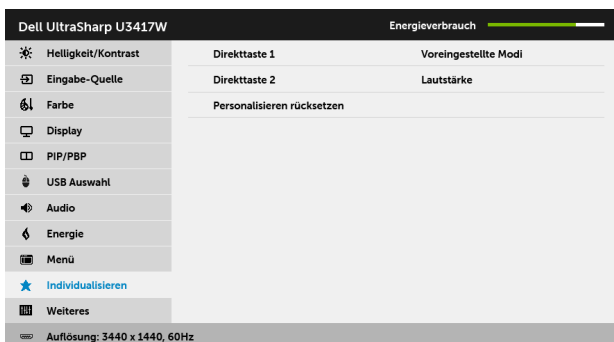 Dell UltraSharp U3417W
Energieverbrauch
Helligkeit/Kontrast
Direkttaste 1
Voreingestellte Modi
Eingabe-Quelle
Direkttaste 2
Lautstärke
Farbe
Personalisieren rücksetzen
Display
PIP/PBP
USB Auswahl
Audio
Energie
Menü
Individualisieren
Weiteres
Auflösung: 3440 x 1440, 60Hz